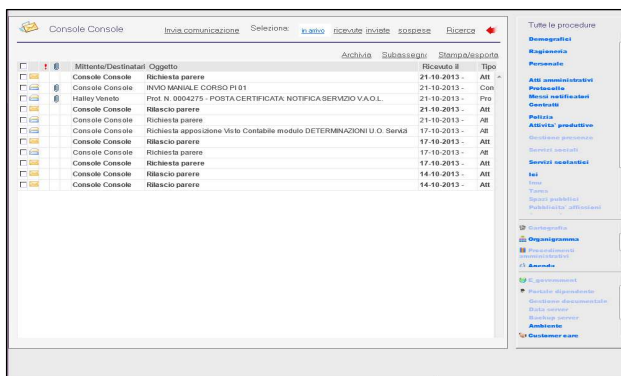 Console Console Invia comunicazione Seleziona: in arrivo ricevute inviate sospese Ricerca
Archivia Subassegni Stampa/esporta
! Mittente/Destinatari Oggetto Ricevuto il Tipo
Console Console Richiesta parere 21-10-2013 - Att
Console Console INVIO MANIALE CORSO PI 01 21-10-2013 - Con
Halley Veneto Prot. N. 0004275 - POSTA CERTIFICATA: NOTIFICA SERVIZIO V.A.O.L. 21-10-2013 - Pro
Console Console Rilascio parere 21-10-2013 - Att
Console Console Richiesta parere 21-10-2013 - Att
Console Console Richiesta apposizione Visto Contabile modulo DETERMINAZIONI U.O. Servizi 17-10-2013 - Att
Console Console Rilascio parere 17-10-2013 - Att
Console Console Richiesta parere 17-10-2013 - Att
Console Console Richiesta parere 17-10-2013 - Att
Console Console Rilascio parere 14-10-2013 - Att
Console Console Rilascio parere 14-10-2013 - Att
Tutte le procedure
Demografici
Ragioneria
Personale
Atti amministrativi
Protocollo
Messi notificatori
Contratti
Polizia
Attivita' produttive
Gestione presenze
Servizi sociali
Servizi scolastici
Ici
Imu
Tarsu
Spazi pubblici
Pubblicita' affissioni
Cartografia
Organigramma
Procedimenti
amministrativi
Agenda
E_government
Portale dipendente
Gestione documentale
Data server
Backup server
Ambiente
Customer care